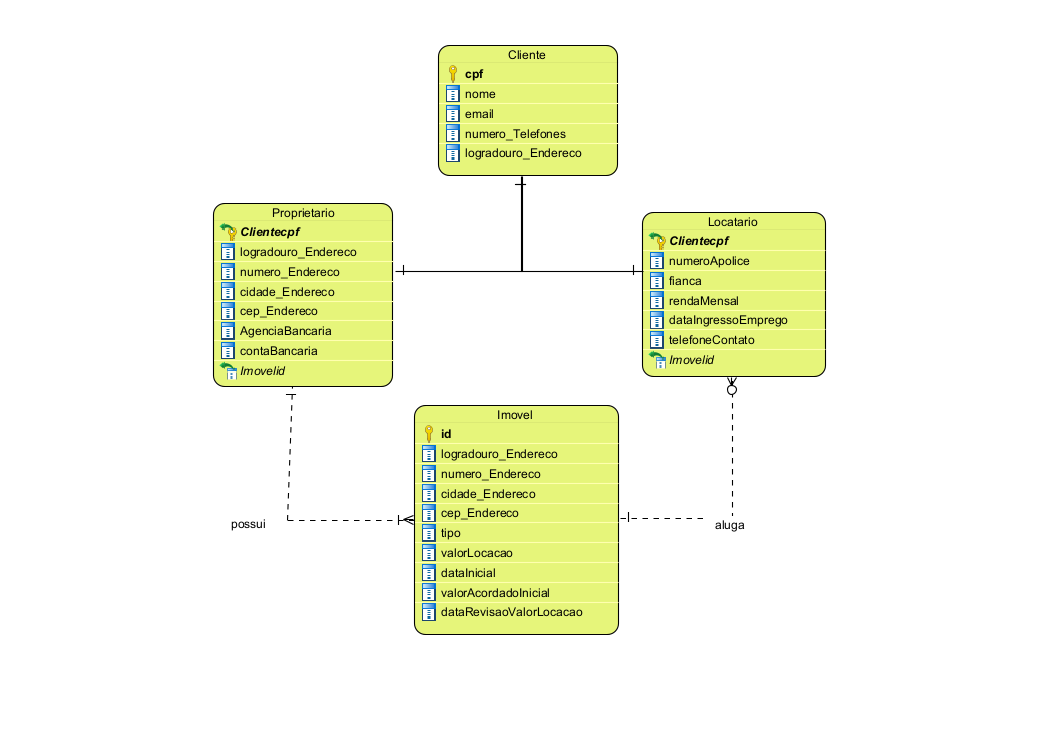 Cliente
cpf
nome
email
numero_Telefones
logradouro_Endereco
Proprietario
Clientecpf
logradouro_Endereco
numero_Endereco
cidade_Endereco
cep_Endereco
AgenciaBancaria
contaBancaria
Imovelid
Locatario
Clientecpf
numeroApolice
fianca
rendaMensal
dataIngressoEmprego
telefoneContato
Imovelid
Imovel
id
logradouro_Endereco
numero_Endereco
cidade_Endereco
cep_Endereco
tipo
valorLocacao
dataInicial
valorAcordadoInicial
dataRevisaoValorLocacao
possui
aluga